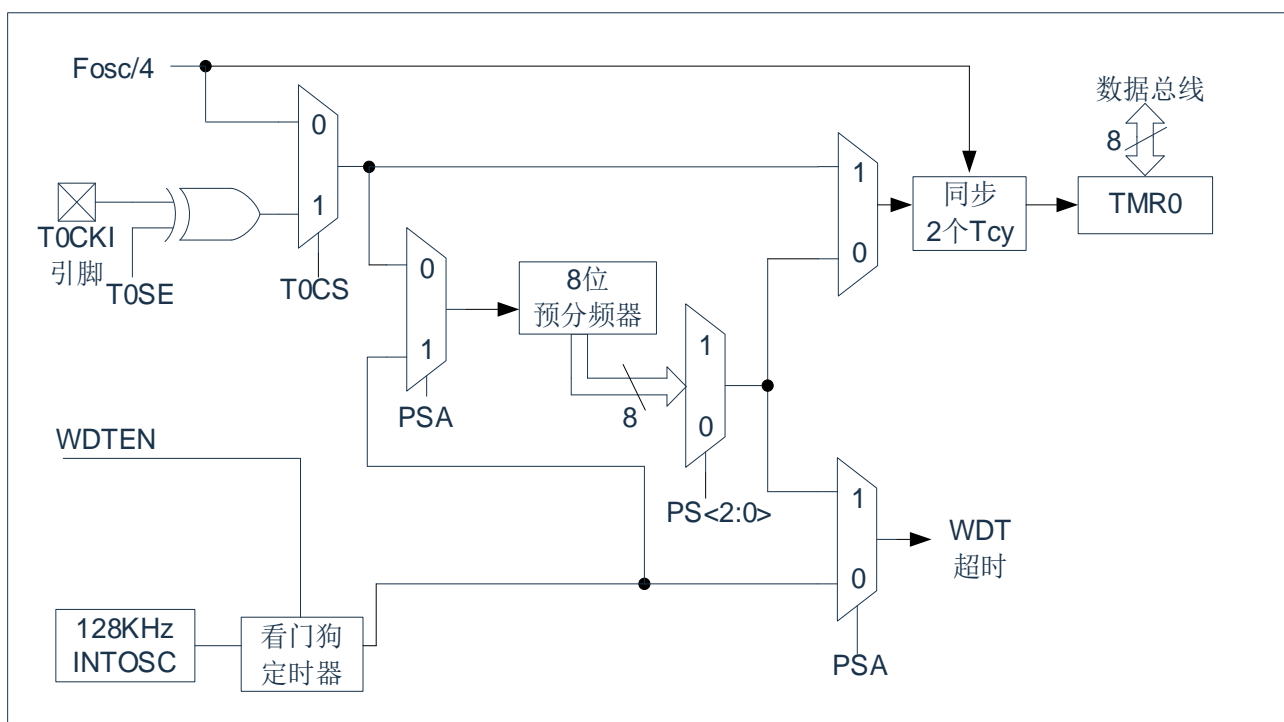 Fosc/4
数据总线
0
8
1
同步
2个Tcy
TMR0
1
T0CKI
引脚
T0SE
T0CS
0
8位
预分频器
0
1
1
8
0
PSA
WDTEN
PS<2:0>
1
WDT
超时
0
128KHz
INTOSC
看门狗
定时器
PSA